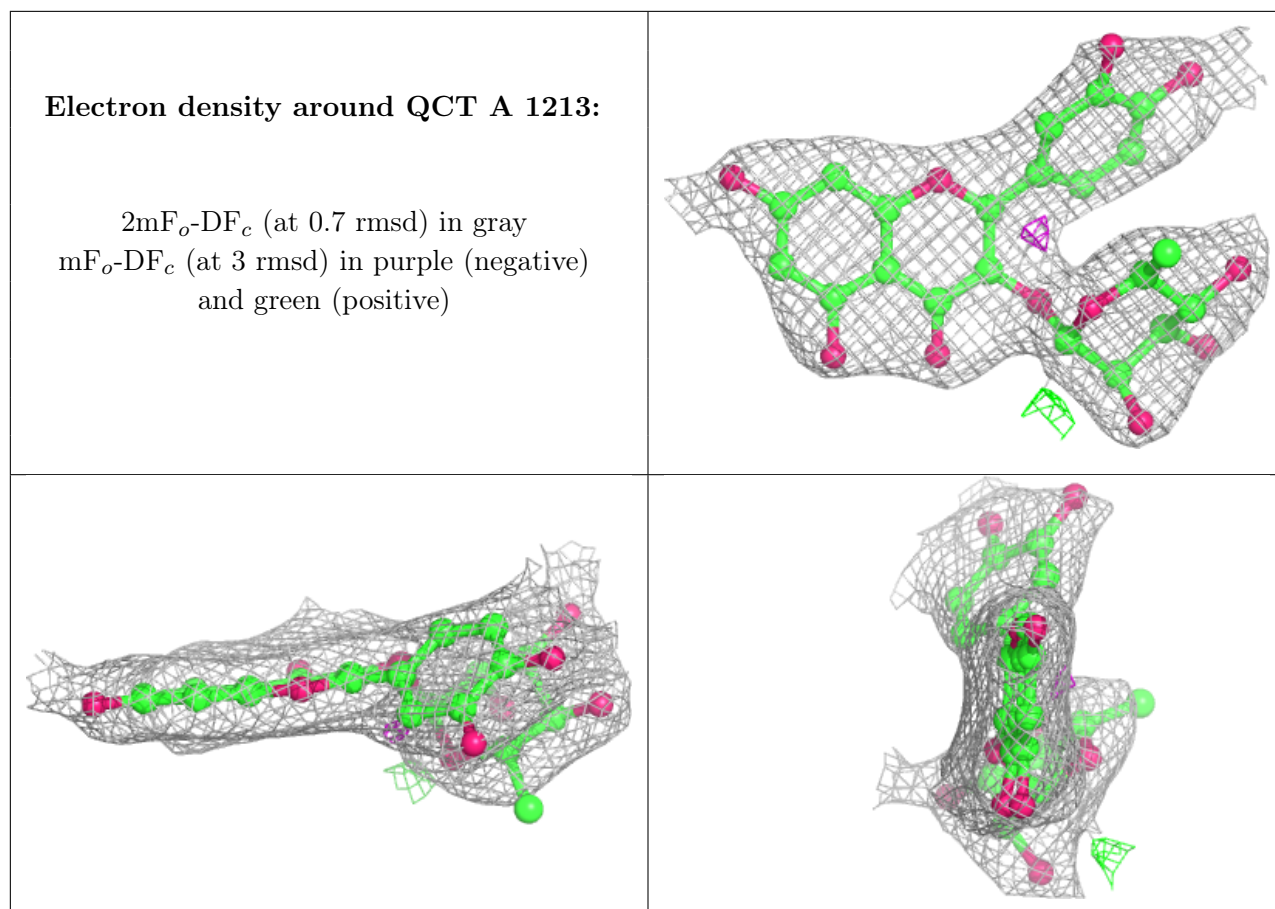 Electron density around QCT A 1213:
2mFo-DFc (at 0.7 rmsd) in gray
mFo-DFc (at 3 rmsd) in purple (negative)
and green (positive)